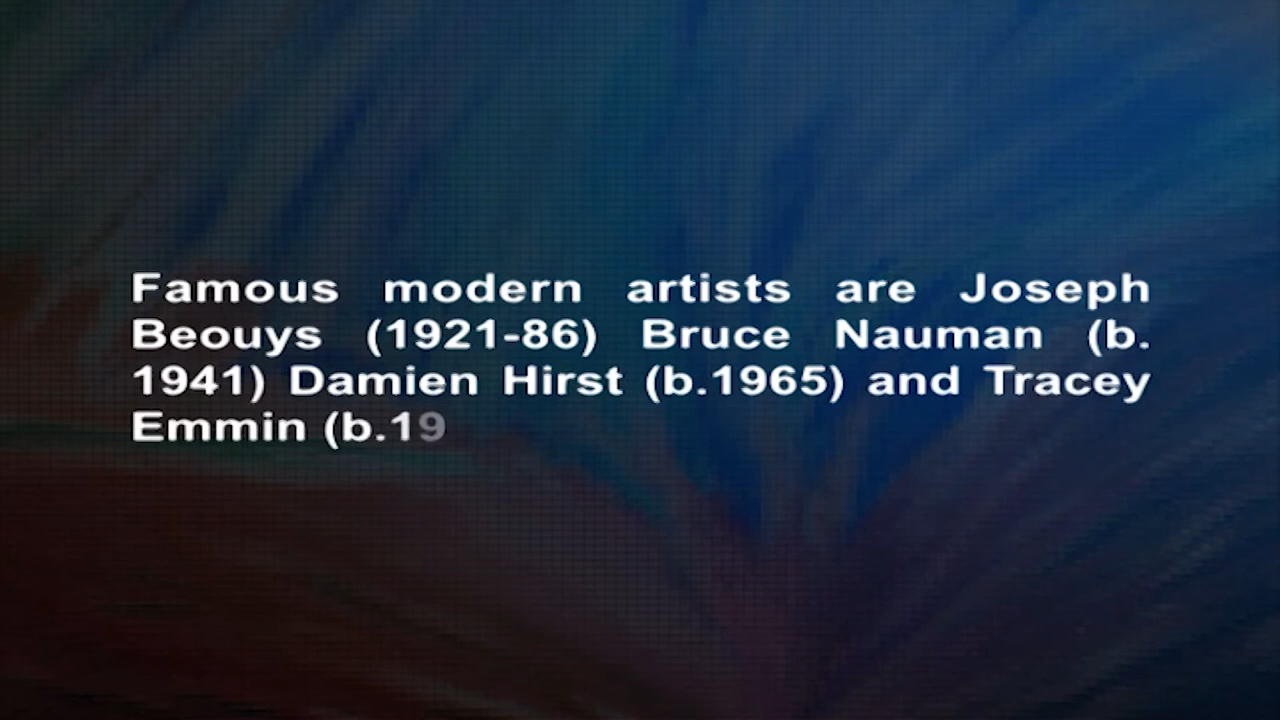 Famous modern artists are Joseph
Beouys (1921-86) Bruce Nauman (b.
1941) Damien Hirst (b.1965) and Tracey
Emmin (b.19